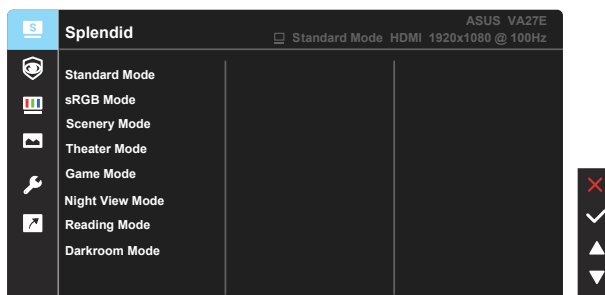 S
Splendid
ASUS VA27E
Standard Mode HDMI 1920x1080 @ 100Hz
Standard Mode
sRGB Mode
Scenery Mode
Theater Mode
Game Mode
Night View Mode
Reading Mode
Darkroom Mode